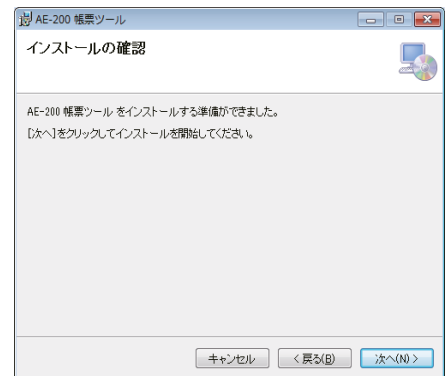 AE-200 帳票ツール
インストールの確認
AE-200 帳票ツール をインストールする準備ができました。
[次へ]をクリックしてインストールを開始してください。
キャンセル
< 戻る(B)
次へ(N) >